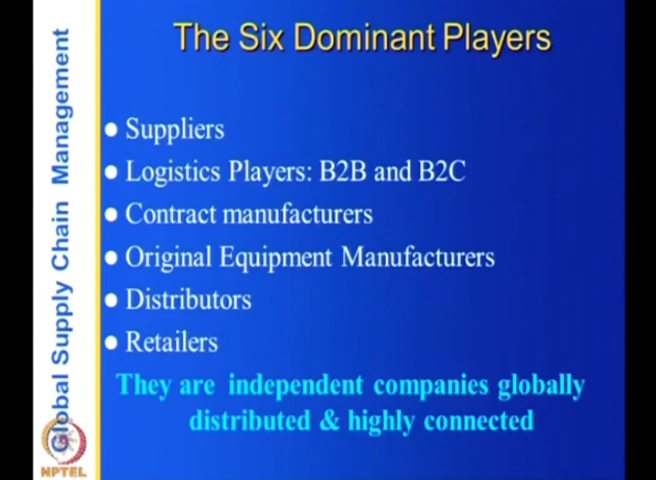 The Six Dominant Players
Global Supply Chain Management
● Suppliers
● Logistics Players: B2B and B2C
● Contract manufacturers
● Original Equipment Manufacturers
● Distributors
● Retailers
They are independent companies globally
distributed & highly connected
NPTEL